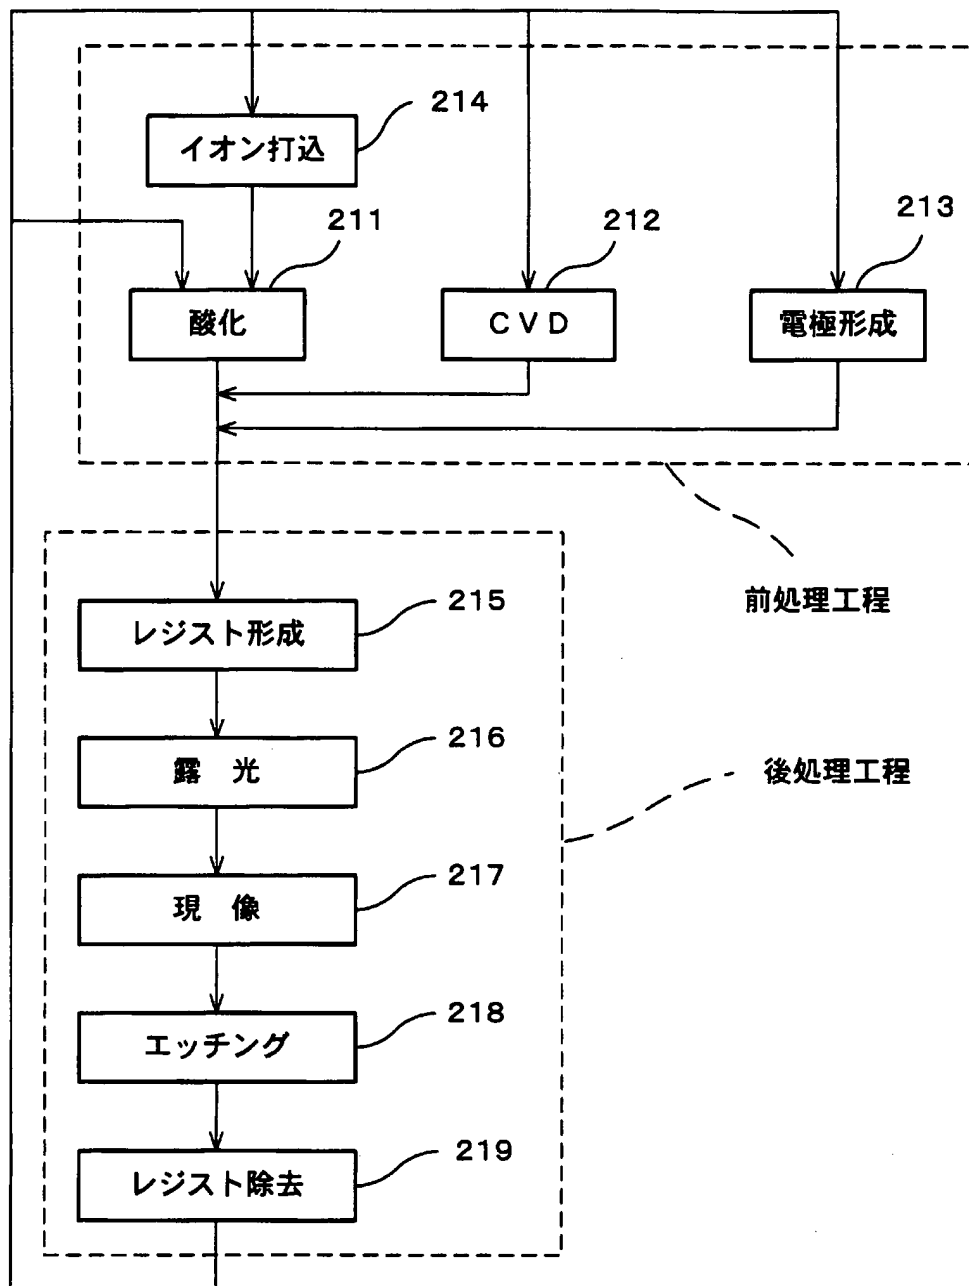 214
イオン打込
211
212
213
酸化
CVD
電極形成
前処理工程
215
レジスト形成
216
露 光
後処理工程
217
現 像
218
エッチング
219
レジスト除去